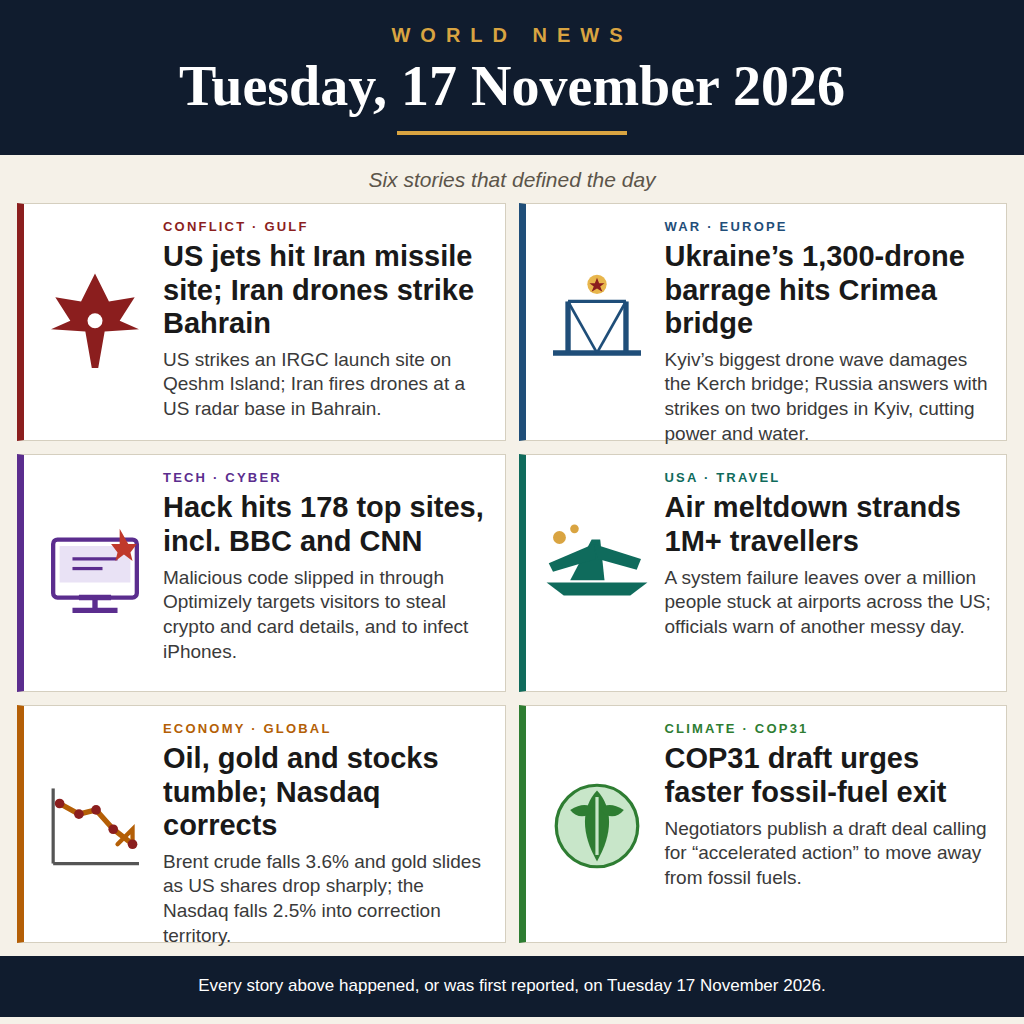 WORLD NEWS
Tuesday, 17 November 2026
Six stories that defined the day
CONFLICT · GULF
US jets hit Iran missile
site; Iran drones strike
Bahrain
US strikes an IRGC launch site on
Qeshm Island; Iran fires drones at a
US radar base in Bahrain.
WAR · EUROPE
Ukraine’s 1,300-drone
barrage hits Crimea
bridge
Kyiv’s biggest drone wave damages
the Kerch bridge; Russia answers with
strikes on two bridges in Kyiv, cutting
power and water.
TECH · CYBER
Hack hits 178 top sites,
incl. BBC and CNN
Malicious code slipped in through
Optimizely targets visitors to steal
crypto and card details, and to infect
iPhones.
USA · TRAVEL
Air meltdown strands
1M+ travellers
A system failure leaves over a million
people stuck at airports across the US;
officials warn of another messy day.
ECONOMY · GLOBAL
Oil, gold and stocks
tumble; Nasdaq
corrects
Brent crude falls 3.6% and gold slides
as US shares drop sharply; the
Nasdaq falls 2.5% into correction
territory.
CLIMATE · COP31
COP31 draft urges
faster fossil-fuel exit
Negotiators publish a draft deal calling
for “accelerated action” to move away
from fossil fuels.
Every story above happened, or was first reported, on Tuesday 17 November 2026.